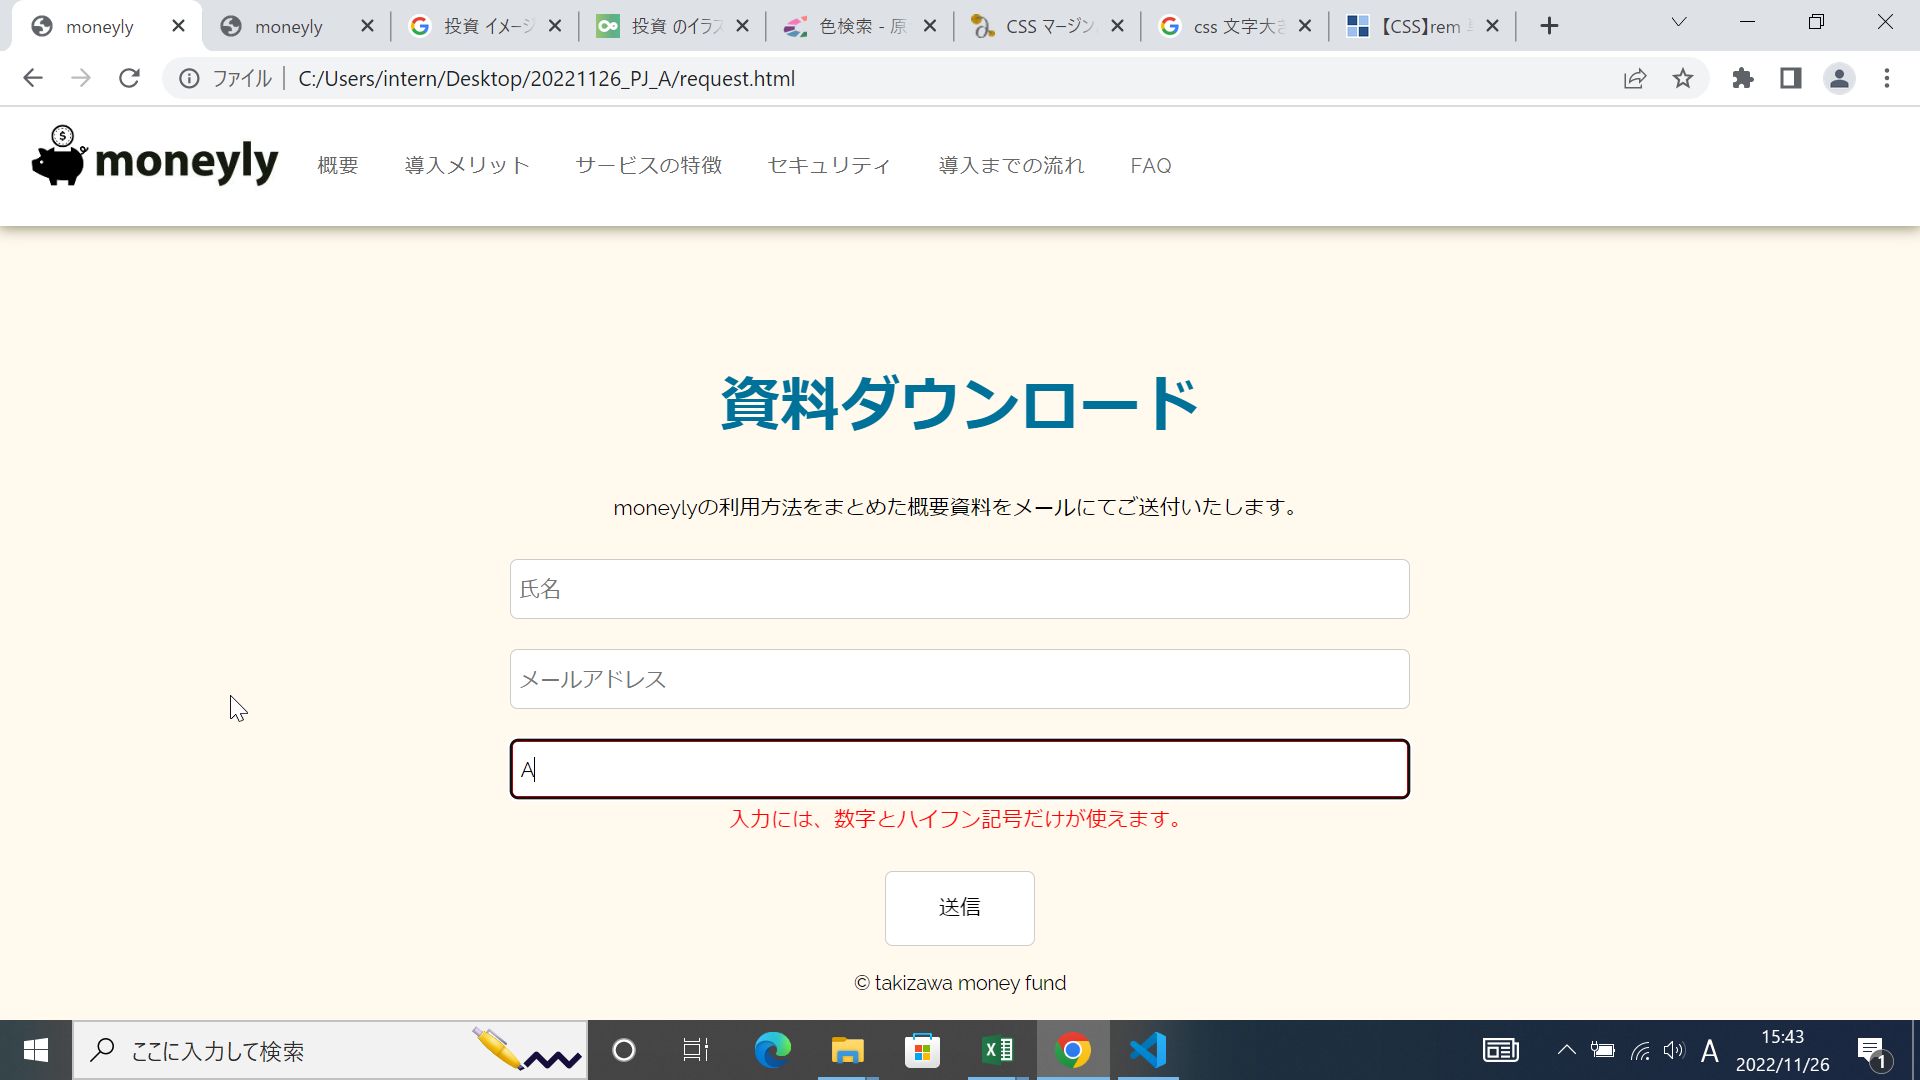 moneyly
moneyly
投資 イメージ
投資 のイラス
色検索 - 原
CSS マージン
css 文字大き
【CSS】rem
ファイル
C:/Users/intern/Desktop/20221126_PJ_A/request.html
$
moneyly
概要
導入メリット
サービスの特徴
セキュリティ
導入までの流れ
FAQ
資料ダウンロード
moneylyの利用方法をまとめた概要資料をメールにてご送付いたします。
氏名
メールアドレス
A
入力には、数字とハイフン記号だけが使えます。
送信
© takizawa money fund
ここに入力して検索
A
15:43
2022/11/26
1